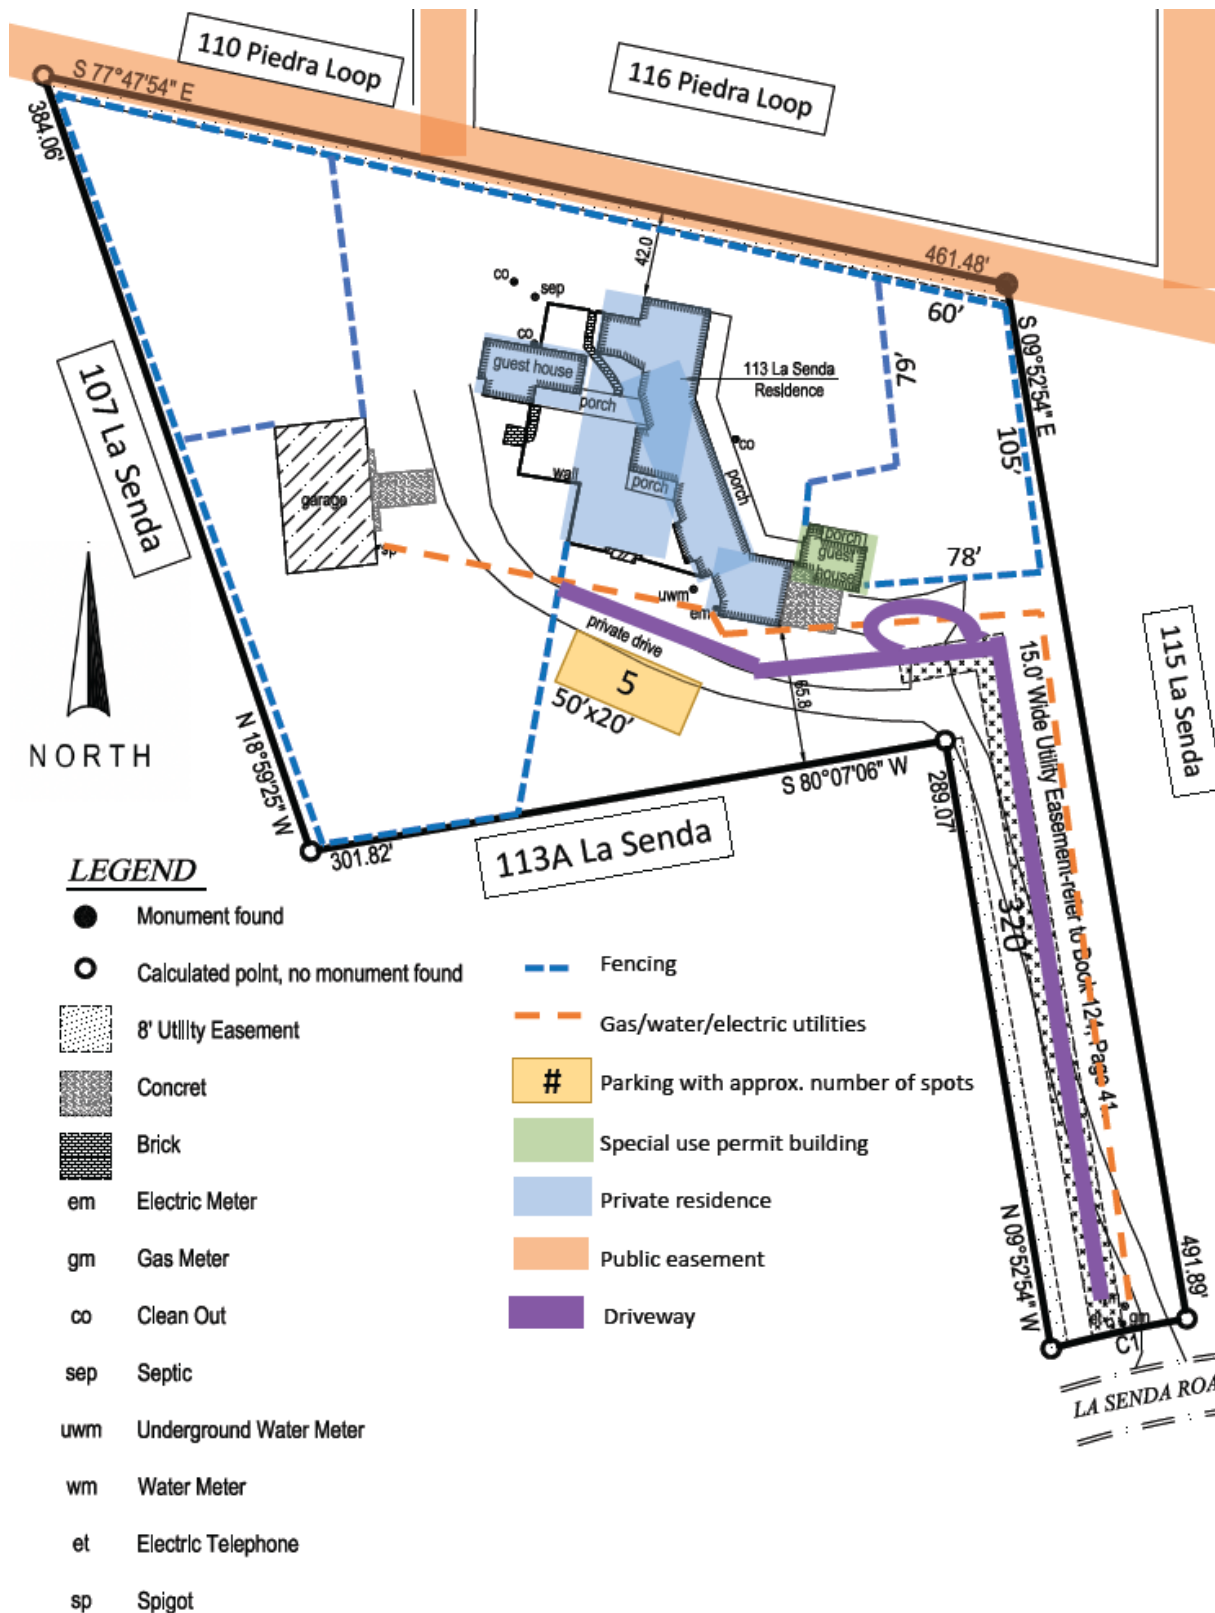 110 Piedra Loop
116 Piedra Loop
S 77°47'54" E
384.06'
461.48'
60'
42.0
co
sep
co
guest house
porch
113 La Senda
Residence
79'
S 09°52'54" E
105'
107 La Senda
co
porch
wall
porch
garage
sp
porch
guest
house
78'
uwm
em
private drive
5
50'x20'
65.8
15.0' Wide Utility Easement-refer to Book 124, Page 41
115 La Senda
NORTH
N 18°59'25" W
S 80°07'06" W
289.07'
301.82'
113A La Senda
320'
LEGEND
Monument found
Calculated point, no monument found
8' Utility Easement
Concret
Brick
em Electric Meter
gm Gas Meter
co Clean Out
sep Septic
uwm Underground Water Meter
wm Water Meter
et Electric Telephone
sp Spigot
Fencing
Gas/water/electric utilities
# Parking with approx. number of spots
Special use permit building
Private residence
Public easement
Driveway
N 09°52'54" W
491.89'
gm
C1
LA SENDA ROA